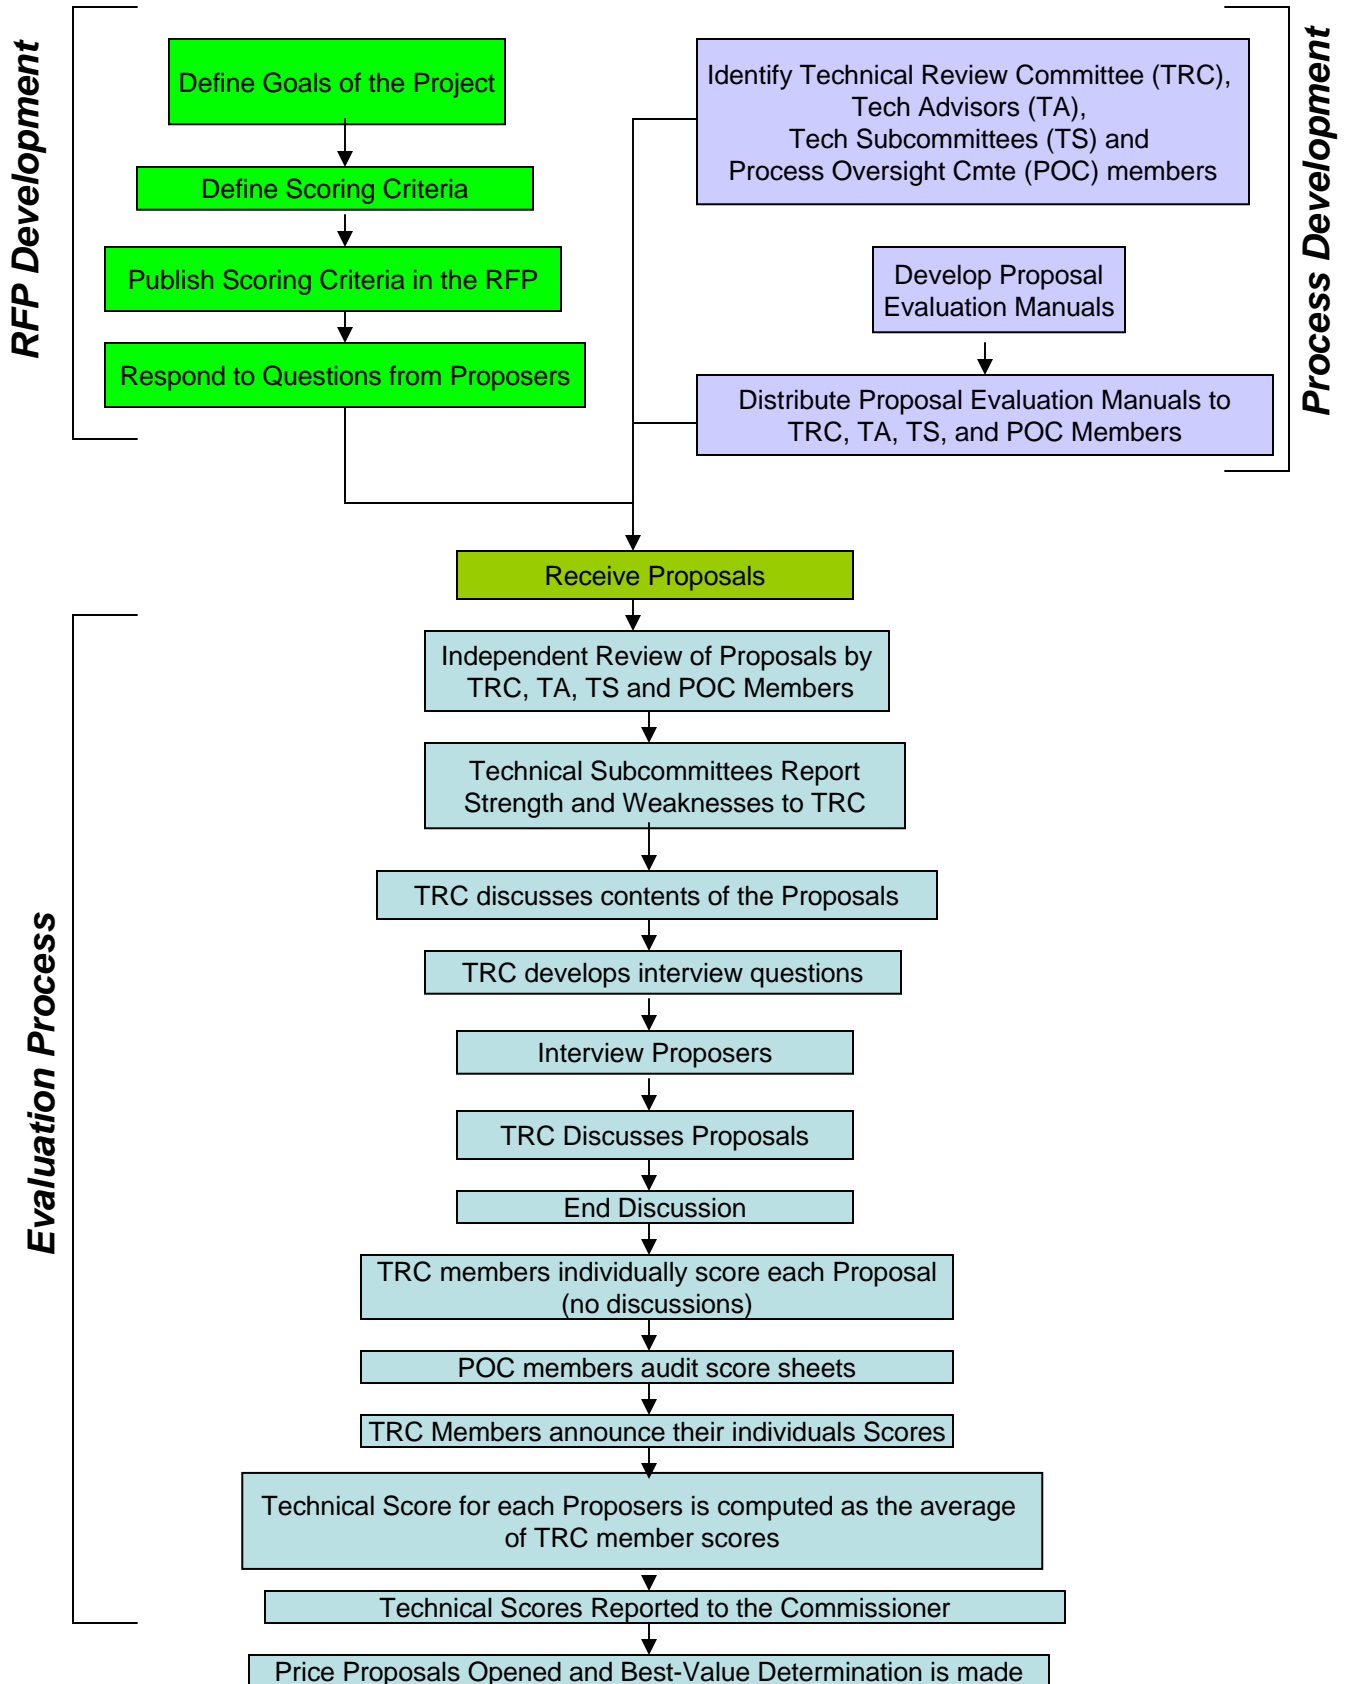 RFP Development
Define Goals of the Project
Define Scoring Criteria
Publish Scoring Criteria in the RFP
Respond to Questions from Proposers
Process Development
Identify Technical Review Committee (TRC),
Tech Advisors (TA),
Tech Subcommittees (TS) and
Process Oversight Cmte (POC) members
Develop Proposal
Evaluation Manuals
Distribute Proposal Evaluation Manuals to
TRC, TA, TS, and POC Members
Receive Proposals
Evaluation Process
Independent Review of Proposals by
TRC, TA, TS and POC Members
Technical Subcommittees Report
Strength and Weaknesses to TRC
TRC discusses contents of the Proposals
TRC develops interview questions
Interview Proposers
TRC Discusses Proposals
End Discussion
TRC members individually score each Proposal
(no discussions)
POC members audit score sheets
TRC Members announce their individuals Scores
Technical Score for each Proposers is computed as the average
of TRC member scores
Technical Scores Reported to the Commissioner
Price Proposals Opened and Best-Value Determination is made